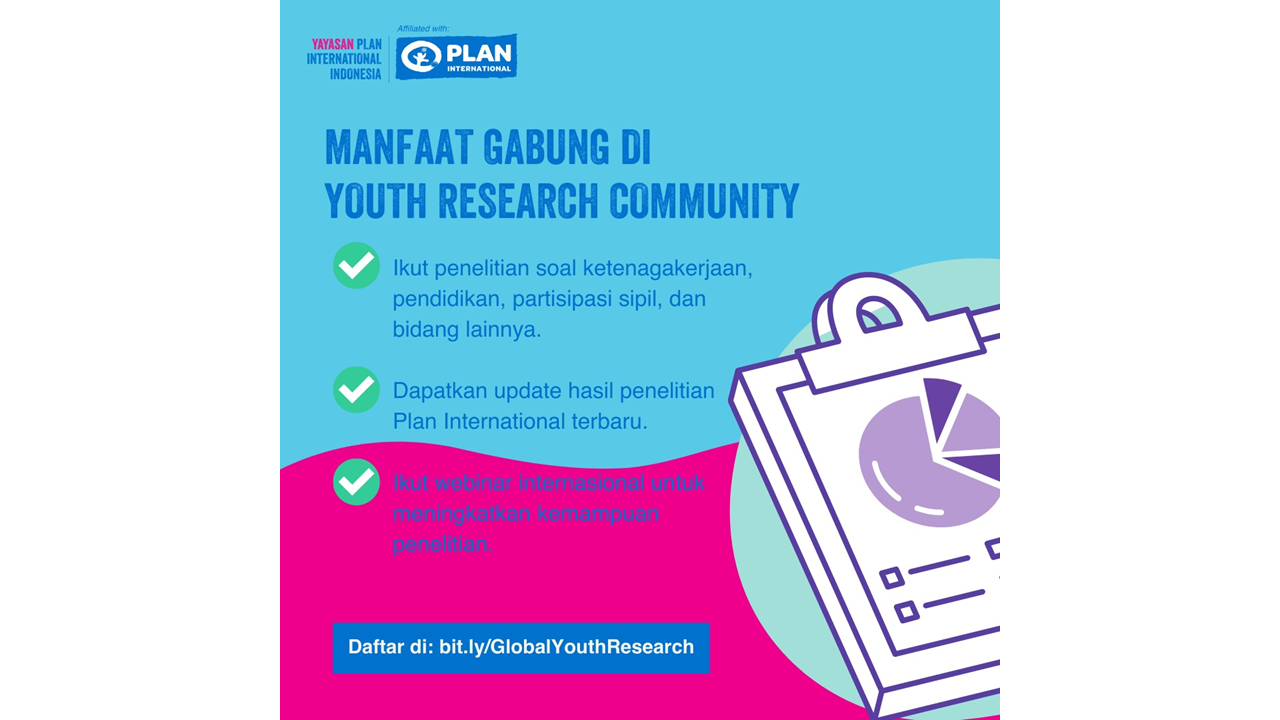 Affiliated with:
YAYASAN PLAN
INTERNATIONAL
INDONESIA
PLAN
INTERNATIONAL
MANFAAT GABUNG DI
YOUTH RESEARCH COMMUNITY
Ikut penelitian soal ketenagakerjaan,
pendidikan, partisipasi sipil, dan
bidang lainnya.
Dapatkan update hasil penelitian
Plan International terbaru.
Ikut webinar internasional untuk
meningkatkan kemampuan
penelitian.
Daftar di: bit.ly/GlobalYouthResearch